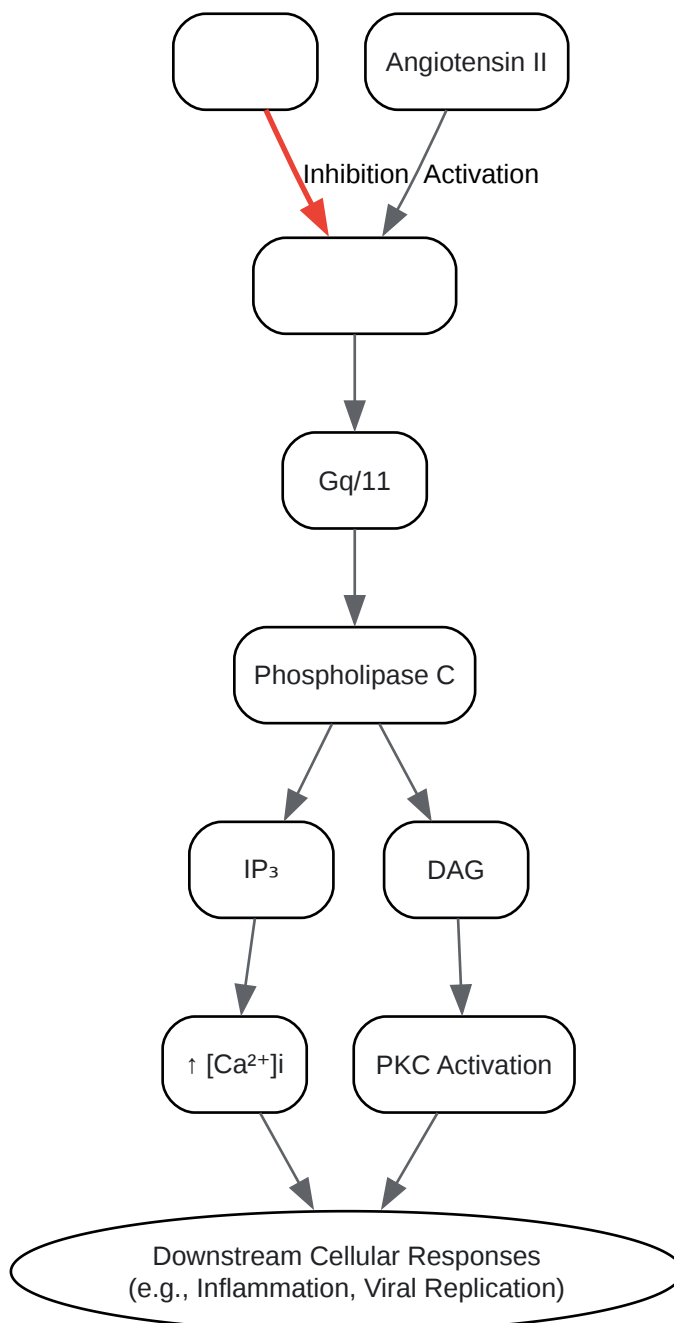 Angiotensin II
Inhibition
Activation
Gq/11
Phospholipase C
IP₃
DAG
↑ [Ca²⁺]i
PKC Activation
Downstream Cellular Responses
(e.g., Inflammation, Viral Replication)